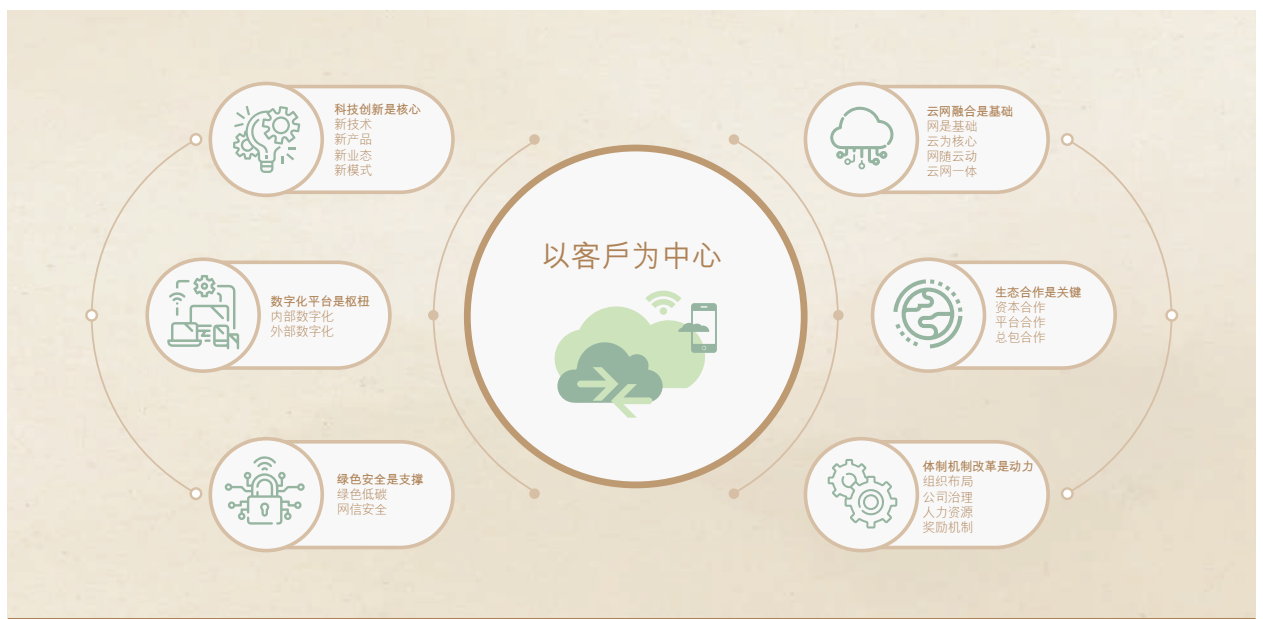 科技创新是核心
新技术
新产品
新业态
新模式
数字化平台是枢纽
内部数字化
外部数字化
绿色安全是支撑
绿色低碳
网信安全
以客戶为中心
云网融合是基础
网是基础
云为核心
网随云动
云网一体
生态合作是关键
资本合作
平台合作
总包合作
体制机制改革是动力
组织布局
公司治理
人力资源
奖励机制